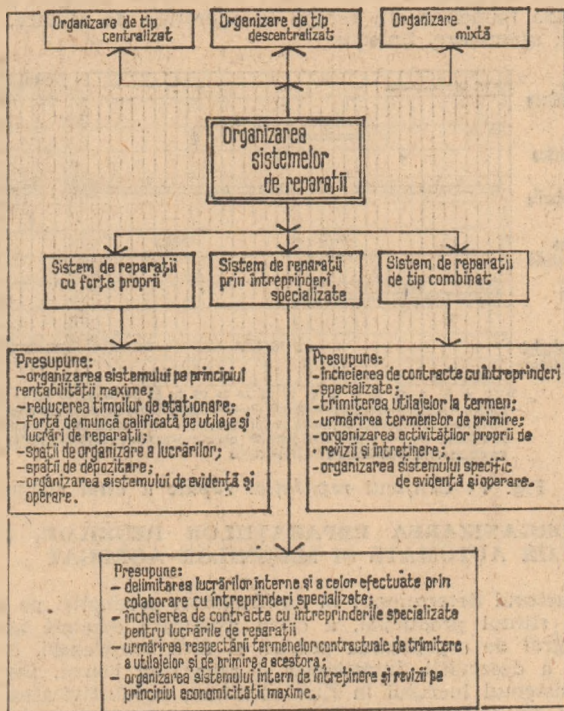 Organizare de tip
centralizat
Organizare de tip
descentralizat
Organizare
mixtă
Organizarea
sistemelor
de reparații
Sistem de reparații
cu forțe proprii
Sistem de reparații
prin întreprinderi
specializate
Sistem de reparații
de tip combinat
Presupune:
-organizarea sistemului pe principiul
rentabilității maxime;
-reducerea timpilor de staționare;
-forță de muncă calificată pe utilaje și
lucrări de reparații;
-spații de organizare a lucrărilor;
-spații de depozitare;
-organizarea sistemului de evidență și
operare.
Presupune:
-încheierea de contracte cu întreprinderi
-specializate;
-trimiterea utilajelor la termen;
-urmărirea termenelor de primire;
-organizarea activităților proprii de
revizii și întreținere;
-organizarea sistemului specific
de evidență și operare.
Presupune:
- delimitarea lucrărilor interne și a celor efectuate prin
colaborare cu întreprinderi specializate;
- încheierea de contracte cu întreprinderile specializate
pentru lucrările de reparații
- urmărirea respectării termenelor contractuale de trimitere
a utilajelor și de primire a acestora;
- organizarea sistemului intern de întreținere și revizii pe
principiul economicității maxime.